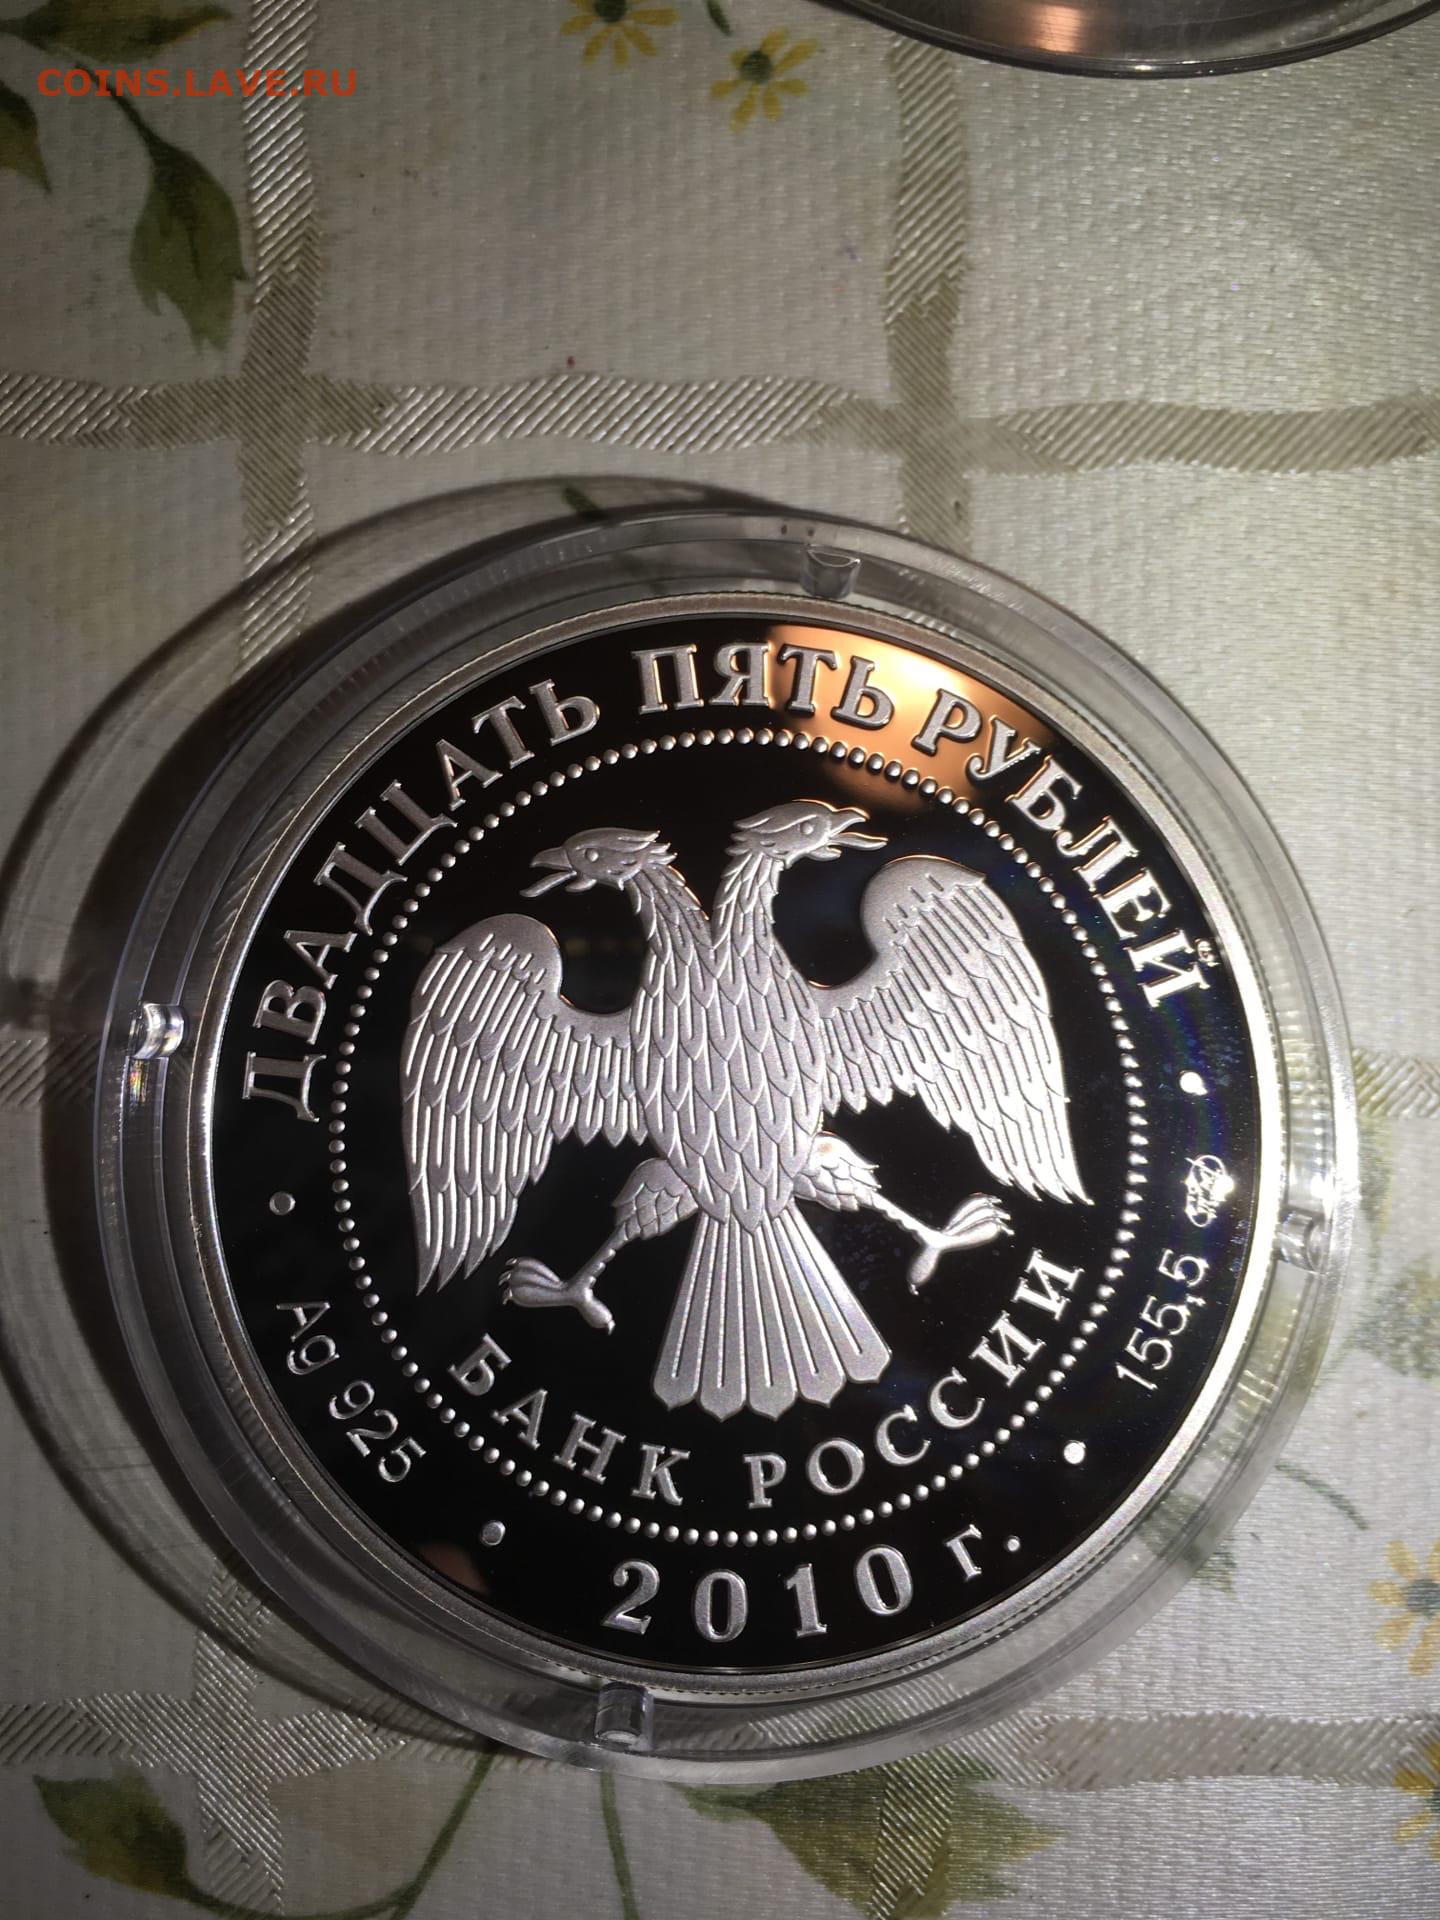 COINS.LAVE.RU
ДВАДЦАТЬ ПЯТЬ РУБЛЕЙ
БАНК РОССИИ
Ag 925
2010 г.
155,5